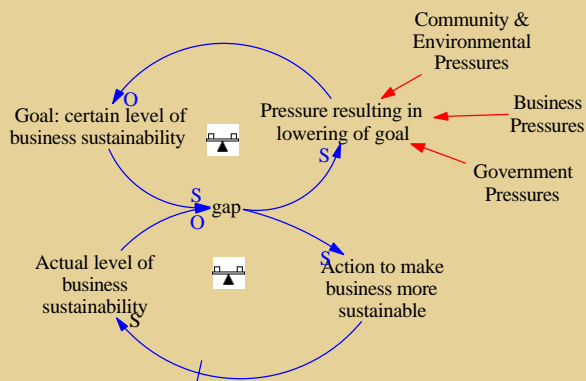 Community &
Environmental
Pressures
O
Goal: certain level of
business sustainability
Pressure resulting in
lowering of goal
S
Business
Pressures
Government
Pressures
S
gap
O
Actual level of
business
sustainability
S
S
Action to make
business more
sustainable